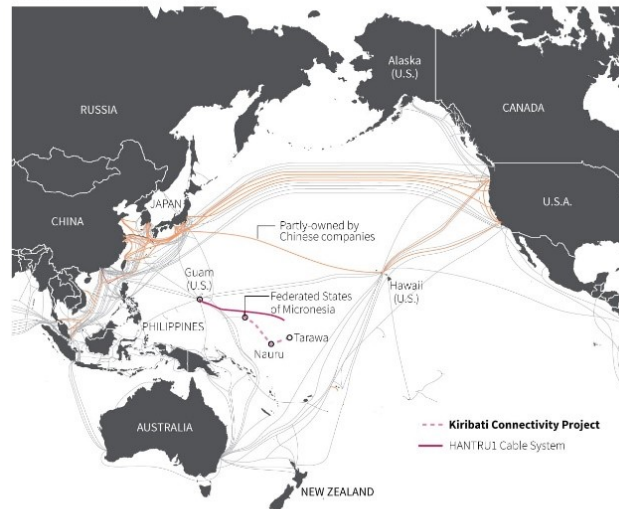 Alaska
(U.S.)
RUSSIA
CANADA
JAPAN
U.S.A.
CHINA
Partly-owned by
Chinese companies
Guam
(U.S.)
Hawaii
(U.S.)
Federated States
of Micronesia
PHILIPPINES
Tarawa
Nauru
AUSTRALIA
Kiribati Connectivity Project
HANTRU1 Cable System
NEW ZEALAND